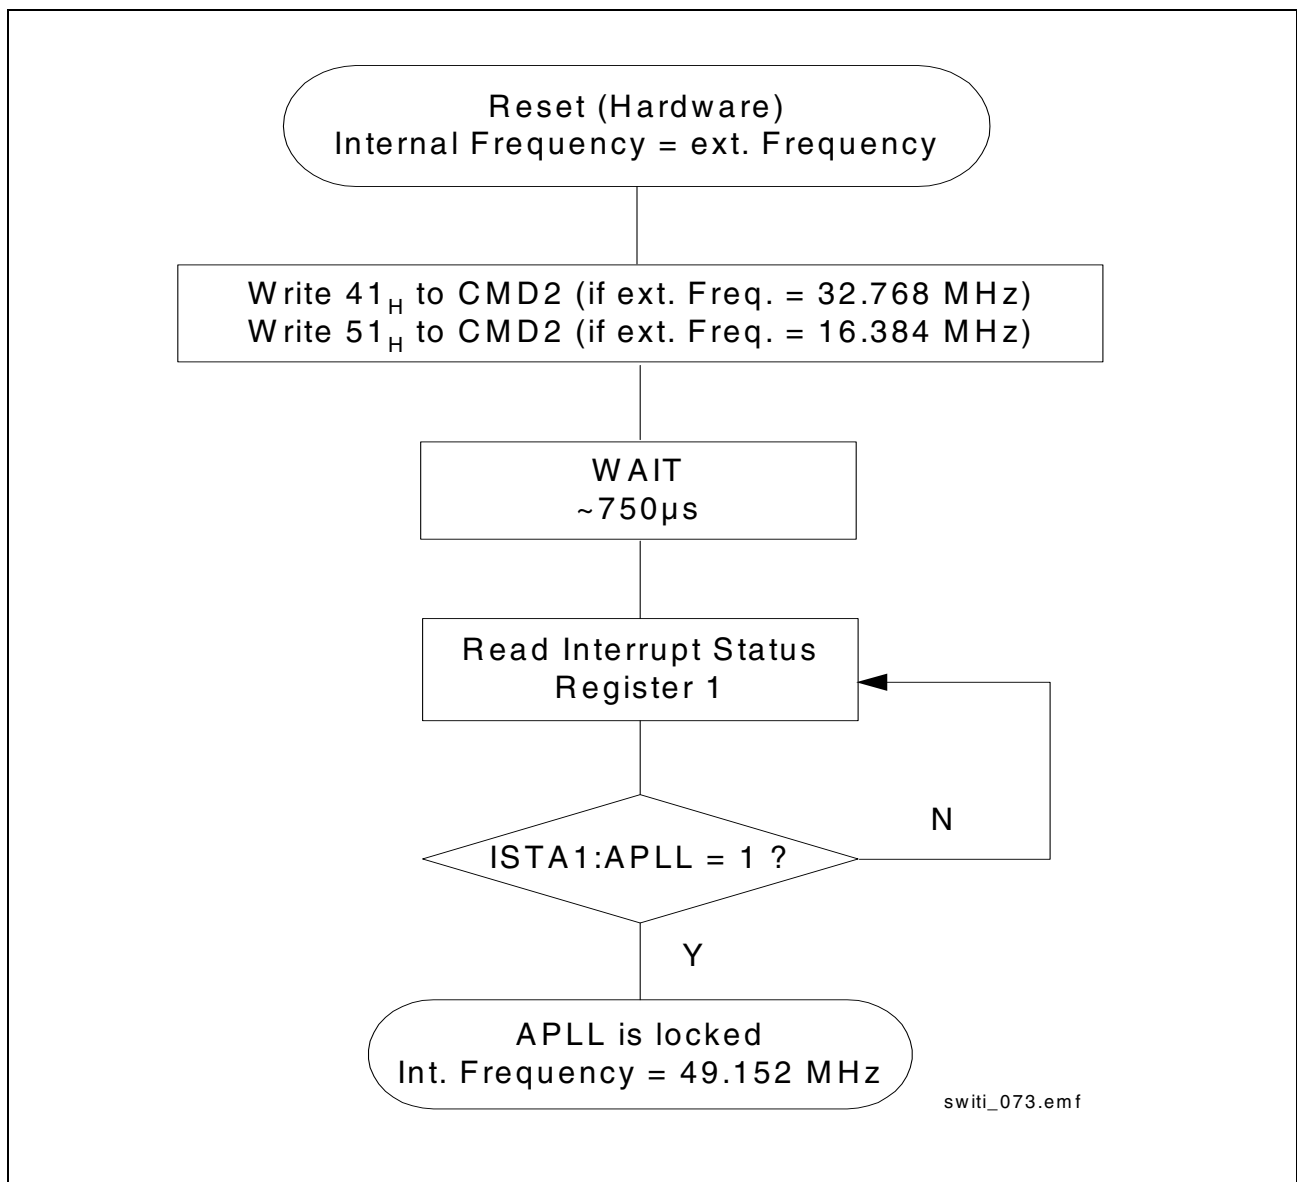 Reset (Hardware)
Internal Frequency = ext. Frequency
Write 41H to CMD2 (if ext. Freq. = 32.768 MHz)
Write 51H to CMD2 (if ext. Freq. = 16.384 MHz)
WAIT
~750µs
Read Interrupt Status
Register 1
N
ISTA1:APLL = 1 ?
Y
APLL is locked
Int. Frequency = 49.152 MHz
switi_073.emf